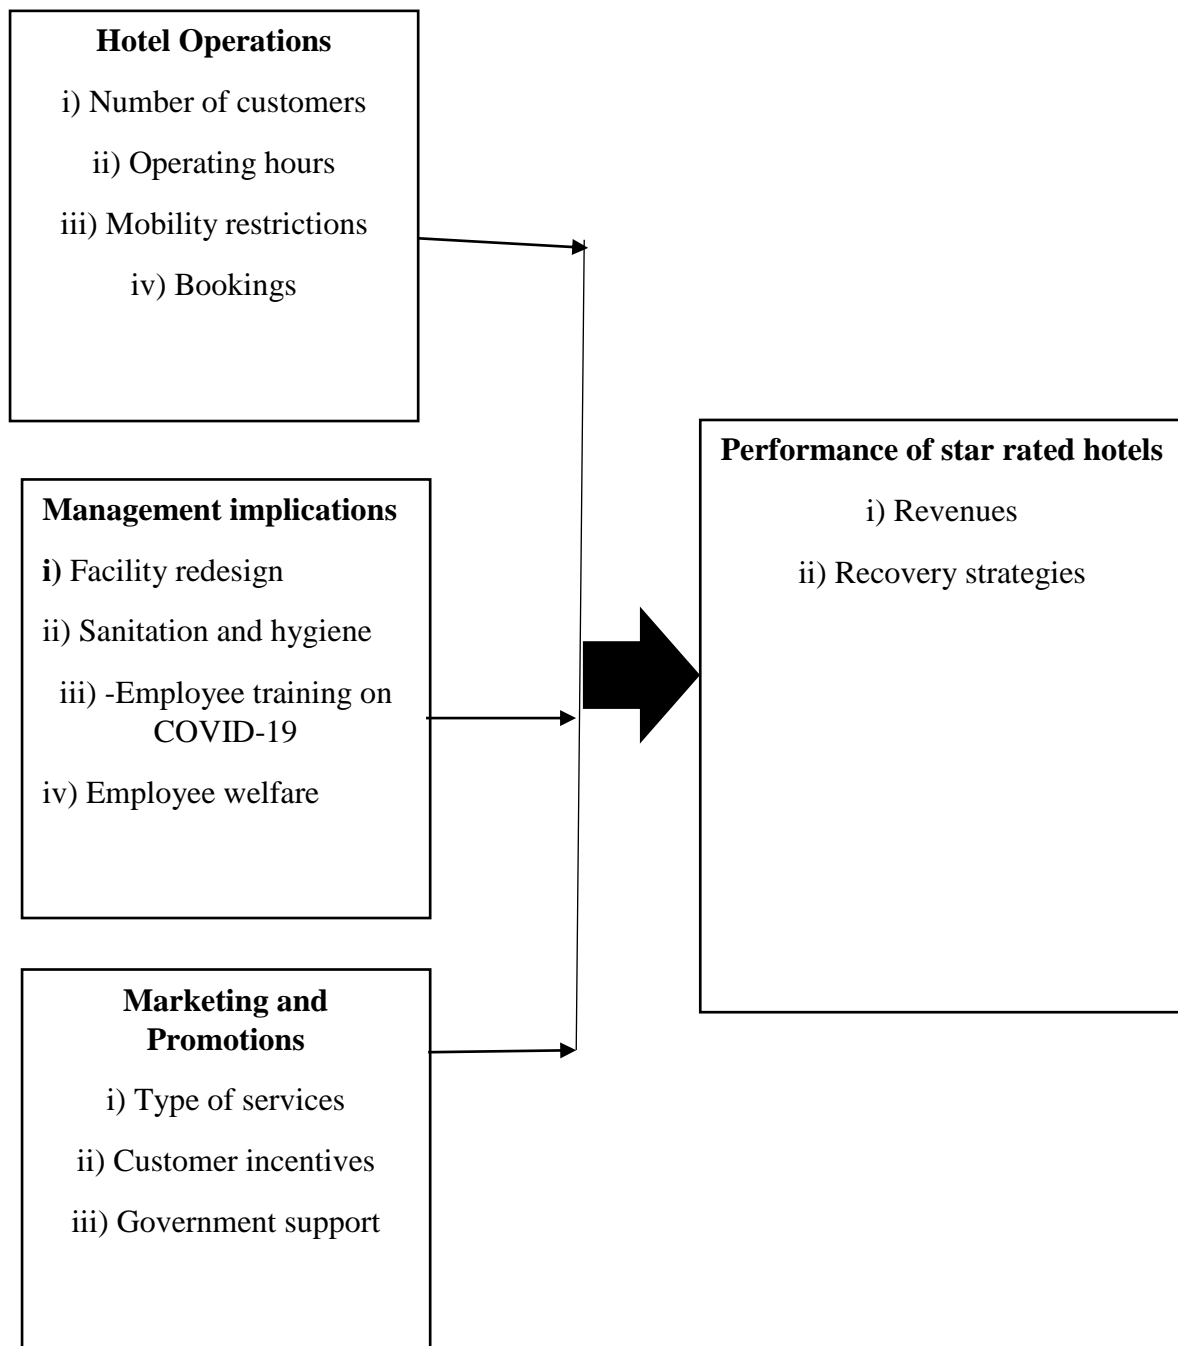 Hotel Operations
i) Number of customers
ii) Operating hours
iii) Mobility restrictions
iv) Bookings
Management implications
i) Facility redesign
ii) Sanitation and hygiene
iii) -Employee training on
COVID-19
iv) Employee welfare
Marketing and
Promotions
i) Type of services
ii) Customer incentives
iii) Government support
Performance of star rated hotels
i) Revenues
ii) Recovery strategies